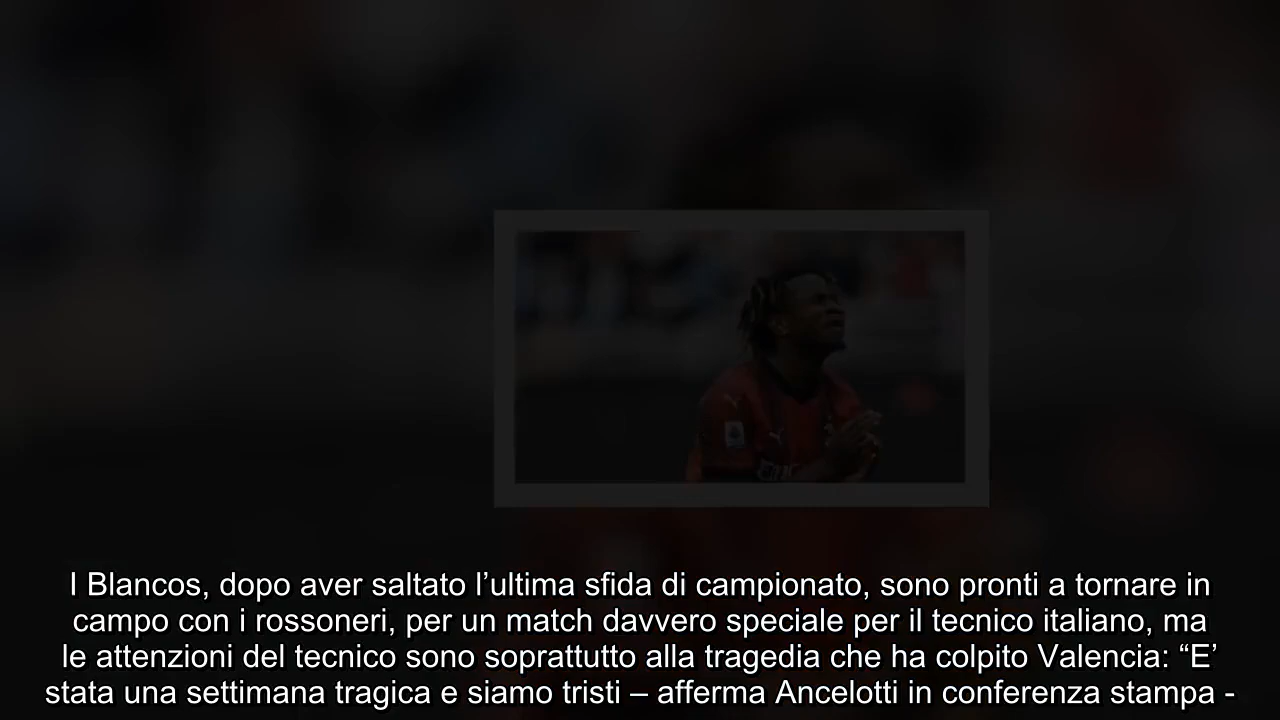 I Blancos, dopo aver saltato l’ultima sfida di campionato, sono pronti a tornare in
campo con i rossoneri, per un match davvero speciale per il tecnico italiano, ma
le attenzioni del tecnico sono soprattutto alla tragedia che ha colpito Valencia: “E’
stata una settimana tragica e siamo tristi – afferma Ancelotti in conferenza stampa -